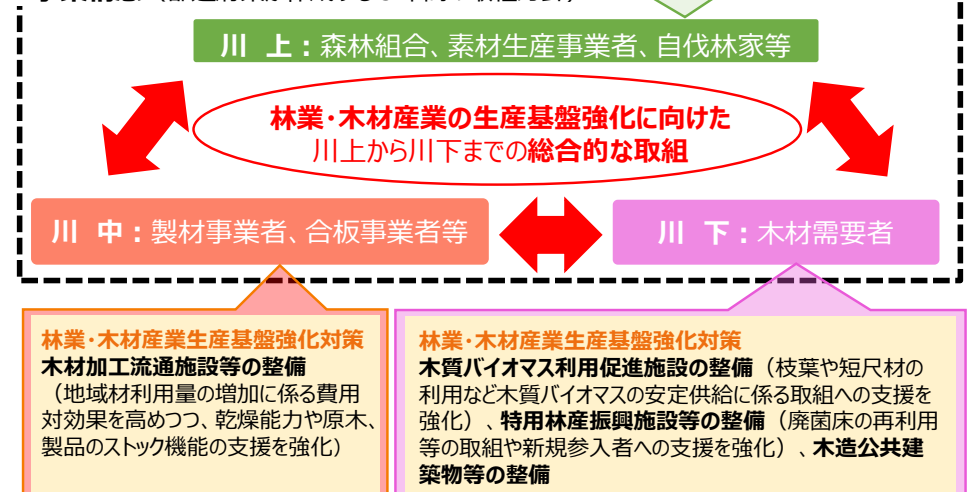 川　上：森林組合、素材生産事業者、自伐林家等
林業・木材産業の生産基盤強化に向けた
川上から川下までの総合的な取組
川　中：製材事業者、合板事業者等
川　下：木材需要者
林業・木材産業生産基盤強化対策
木材加工流通施設等の整備
（地域材利用量の増加に係る費用
対効果を高めつつ、乾燥能力や原木、
製品のストック機能の支援を強化）
林業・木材産業生産基盤強化対策
木質バイオマス利用促進施設の整備（枝葉や短尺材の
利用など木質バイオマスの安定供給に係る取組への支援を
強化）、特用林産振興施設等の整備（廃菌床の再利用
等の取組や新規参入者への支援を強化）、木造公共建
築物等の整備